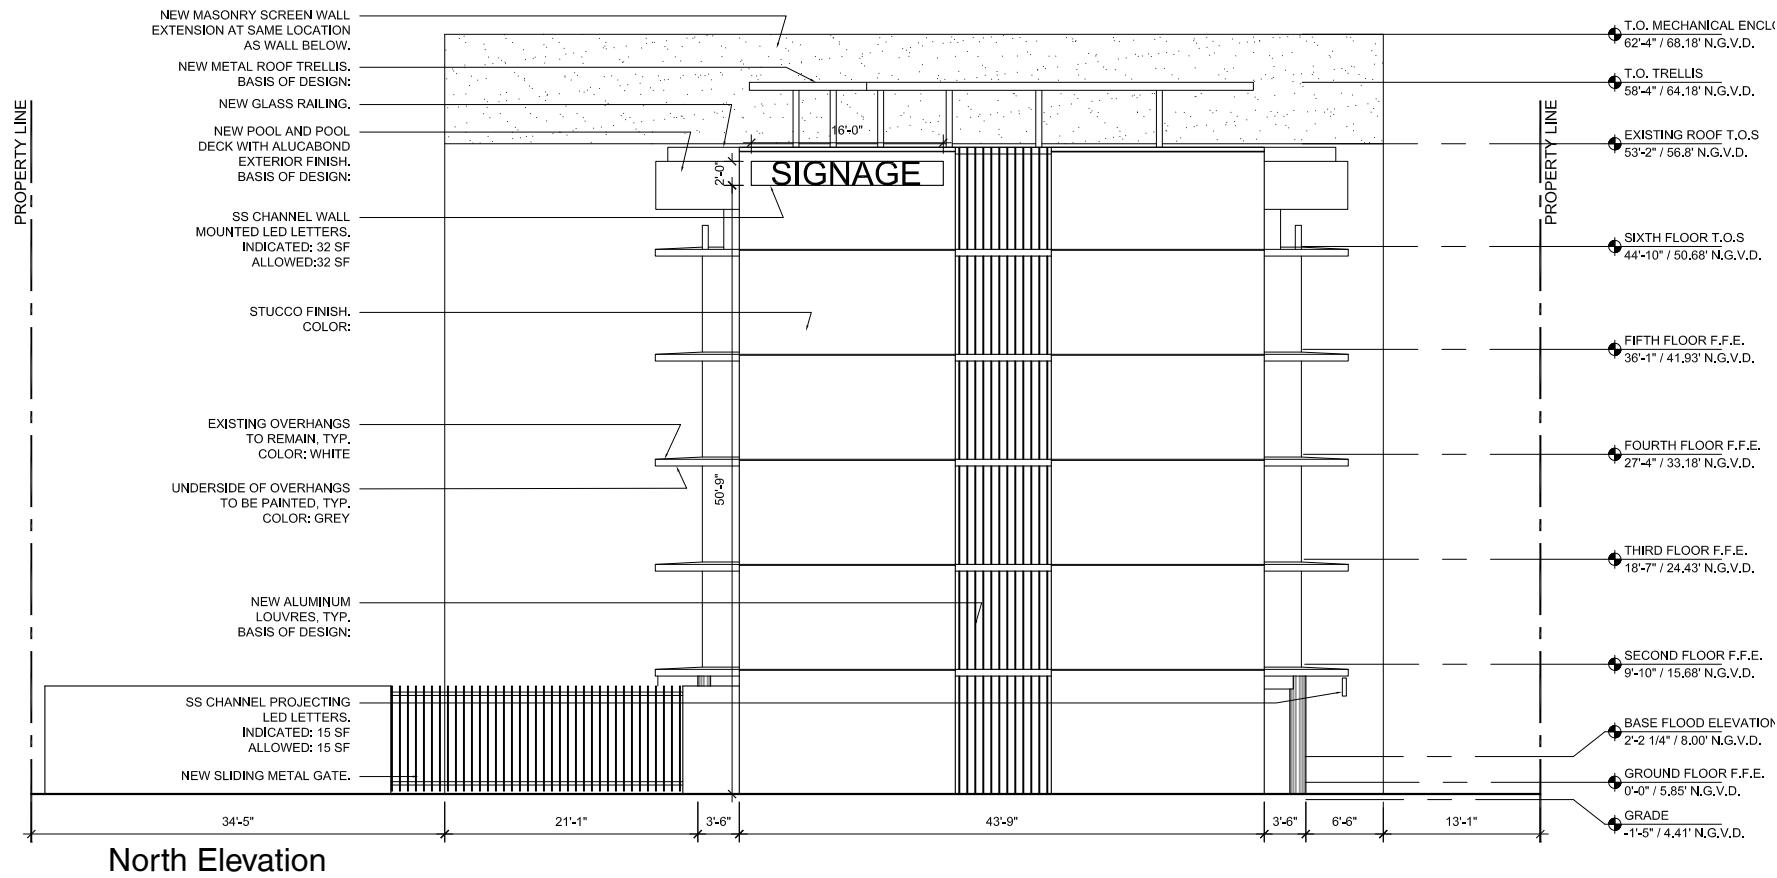 NEW MASONRY SCREEN WALL
EXTENSION AT SAME LOCATION
AS WALL BELOW.
NEW METAL ROOF TRELLIS.
BASIS OF DESIGN:
NEW GLASS RAILING.
NEW POOL AND POOL
DECK WITH ALUCABOND
EXTERIOR FINISH.
BASIS OF DESIGN:
SS CHANNEL WALL
MOUNTED LED LETTERS.
INDICATED: 32 SF
ALLOWED:32 SF
STUCCO FINISH.
COLOR:
EXISTING OVERHANGS
TO REMAIN, TYP.
COLOR: WHITE
UNDERSIDE OF OVERHANGS
TO BE PAINTED, TYP.
COLOR: GREY
NEW ALUMINUM
LOUVRES, TYP.
BASIS OF DESIGN:
SS CHANNEL PROJECTING
LED LETTERS.
INDICATED: 15 SF
ALLOWED: 15 SF
NEW SLIDING METAL GATE.
PROPERTY LINE
16'-0"
2'-0"
SIGNAGE
50'-9"
PROPERTY LINE
T.O. MECHANICAL ENCLO
62'-4" / 68.18' N.G.V.D.
T.O. TRELLIS
58'-4" / 64.18' N.G.V.D.
EXISTING ROOF T.O.S
53'-2" / 56.8' N.G.V.D.
SIXTH FLOOR T.O.S
44'-10" / 50.68' N.G.V.D.
FIFTH FLOOR F.F.E.
36'-1" / 41.93' N.G.V.D.
FOURTH FLOOR F.F.E.
27'-4" / 33.18' N.G.V.D.
THIRD FLOOR F.F.E.
18'-7" / 24.43' N.G.V.D.
SECOND FLOOR F.F.E.
9'-10" / 15.68' N.G.V.D.
BASE FLOOD ELEVATION
2'-2 1/4" / 8.00' N.G.V.D.
GROUND FLOOR F.F.E.
0'-0" / 5.85' N.G.V.D.
GRADE
-1'-5" / 4.41' N.G.V.D.
34'-5" 21'-1" 3'-6" 43'-9" 3'-6" 6'-6" 13'-1"
North Elevation